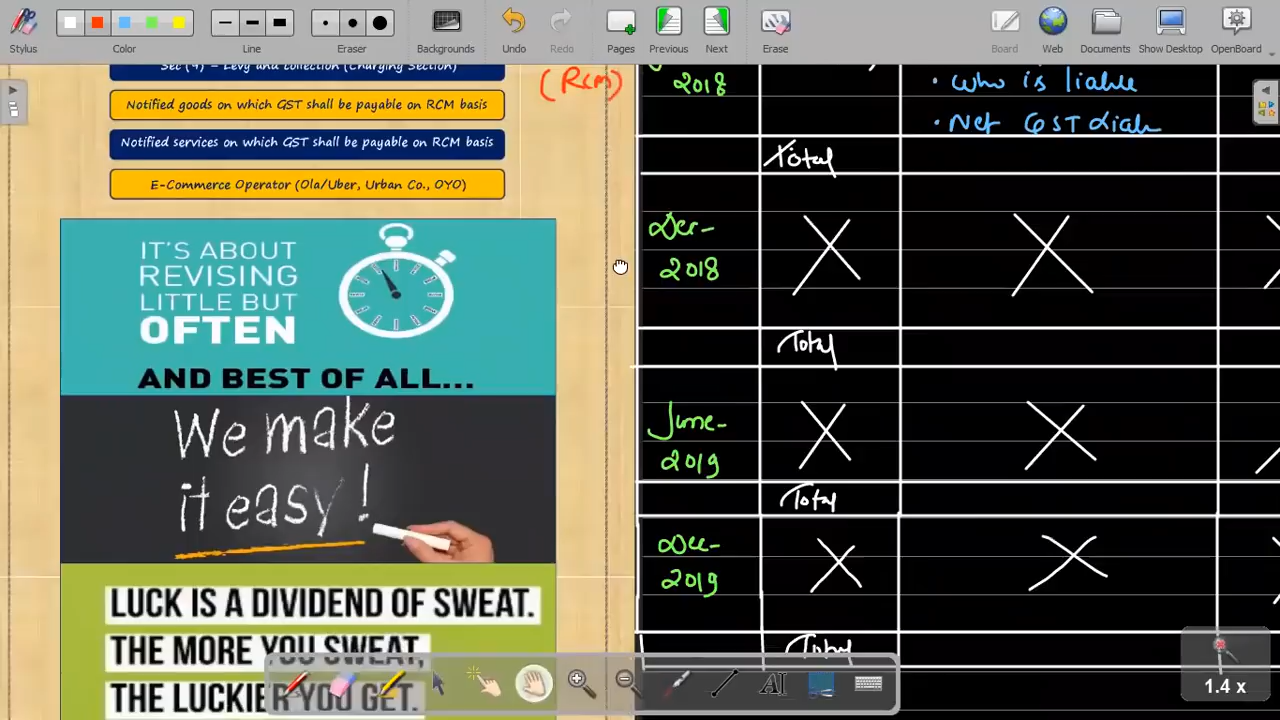 Stylus
Color
Line
Eraser
Backgrounds
Undo
Redo
Pages
Previous
Next
Erase
Board
Web
Documents
Show Desktop
OpenBoard
Sec (9) - Levy and collection (Charging Section)
Notified goods on which GST shall be payable on RCM basis
Notified services on which GST shall be payable on RCM basis
E-Commerce Operator (Ola/Uber, Urban Co., OYO)
(RCM)
IT'S ABOUT
REVISING
LITTLE BUT
OFTEN
AND BEST OF ALL...
We make
it easy!
LUCK IS A DIVIDEND OF SWEAT.
THE MORE YOU SWEAT,
THE LUCKIER YOU GET.
2018
• Who is liable
• Net GST
Total
Dec-
2018
Total
June-
2019
Total
Dec-
2019
Total
AI
1.4 x